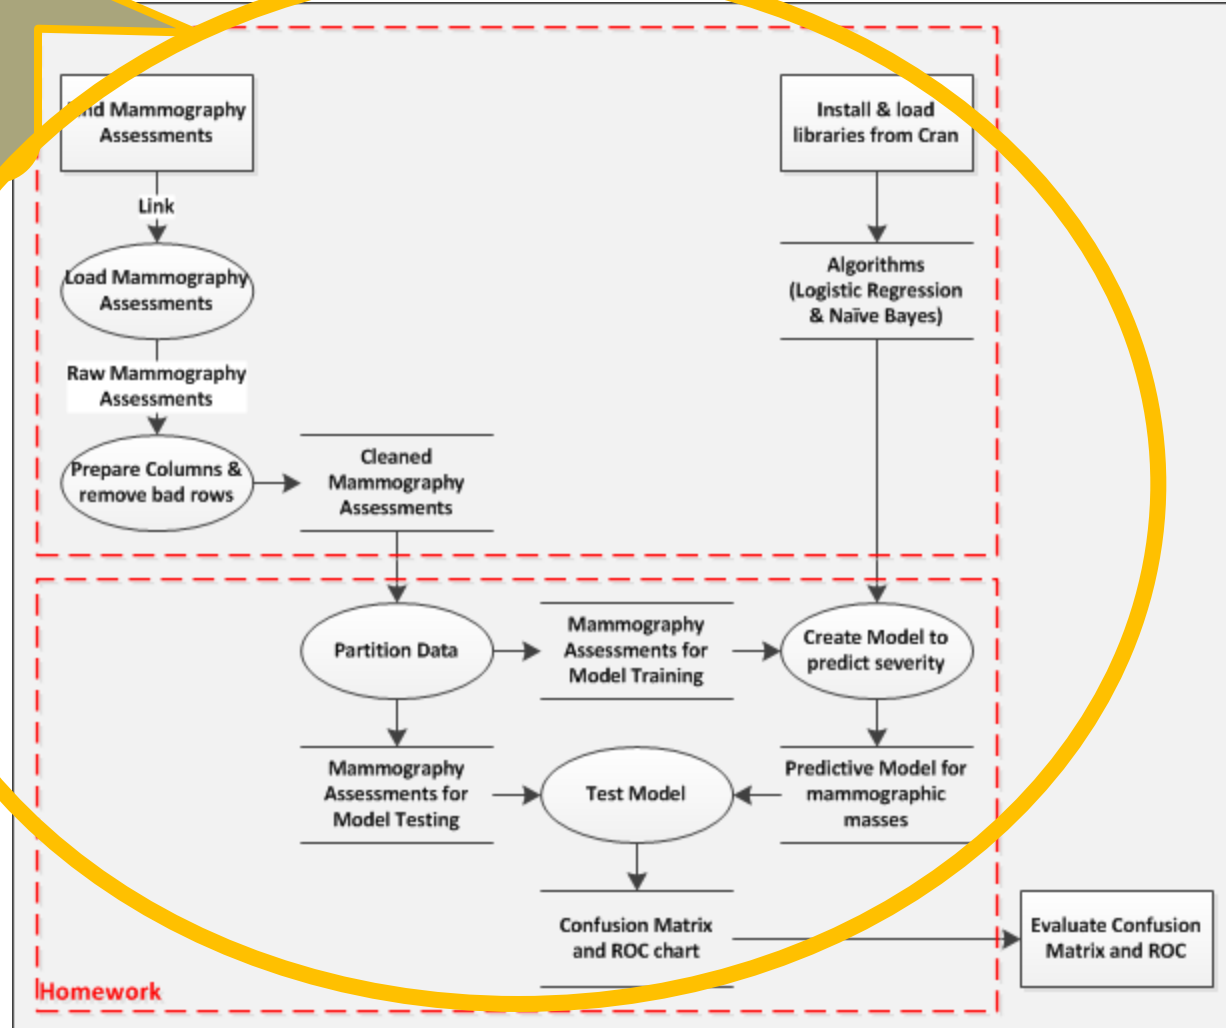 nd Mammography
Assessments
Install & load
libraries from Cran
Link
Load Mammography
Assessments
Algorithms
(Logistic Regression
& Naïve Bayes)
Raw Mammography
Assessments
Prepare Columns &
remove bad rows
Cleaned
Mammography
Assessments
Partition Data
Mammography
Assessments for
Model Training
Create Model to
predict severity
Mammography
Assessments for
Model Testing
Test Model
Predictive Model for
mammographic
masses
Confusion Matrix
and ROC chart
Evaluate Confusion
Matrix and ROC
Homework